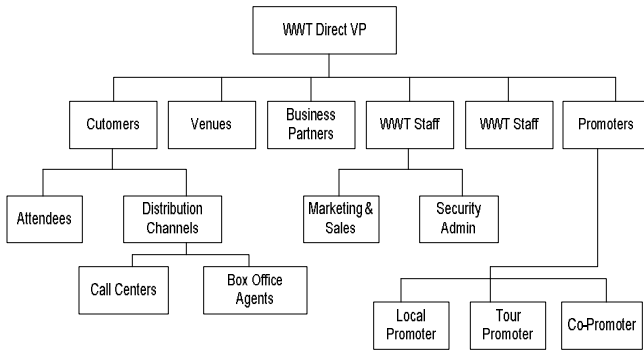 WWT Direct VP
Cutomers
Venues
Business
Partners
WWT Staff
WWT Staff
Promoters
Attendees
Distribution
Channels
Marketing &
Sales
Security
Admin
Call Centers
Box Office
Agents
Local
Promoter
Tour
Promoter
Co-Promoter